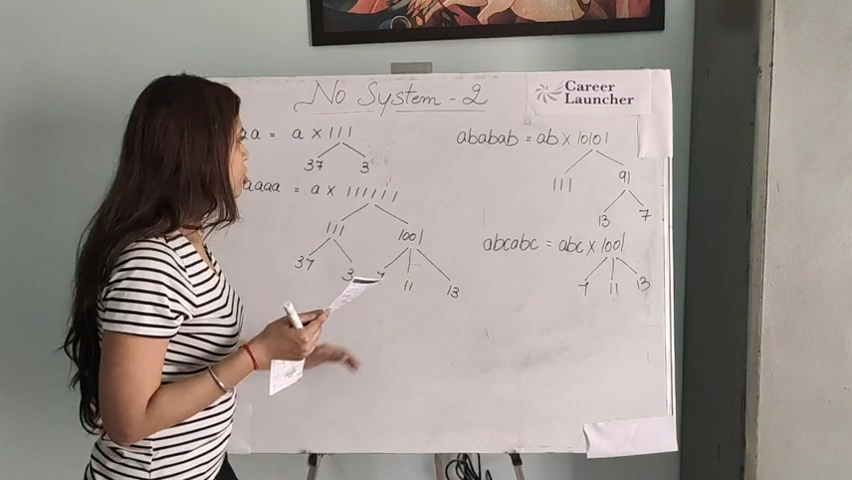 No System - 2
Career
Launcher
aa = a x 111
37 3
aaaa = a x 111111
111 1001
37 3 7 11 13
ababab = ab x 10101
111 91
13 7
abcabc = abc x 1001
7 11 13